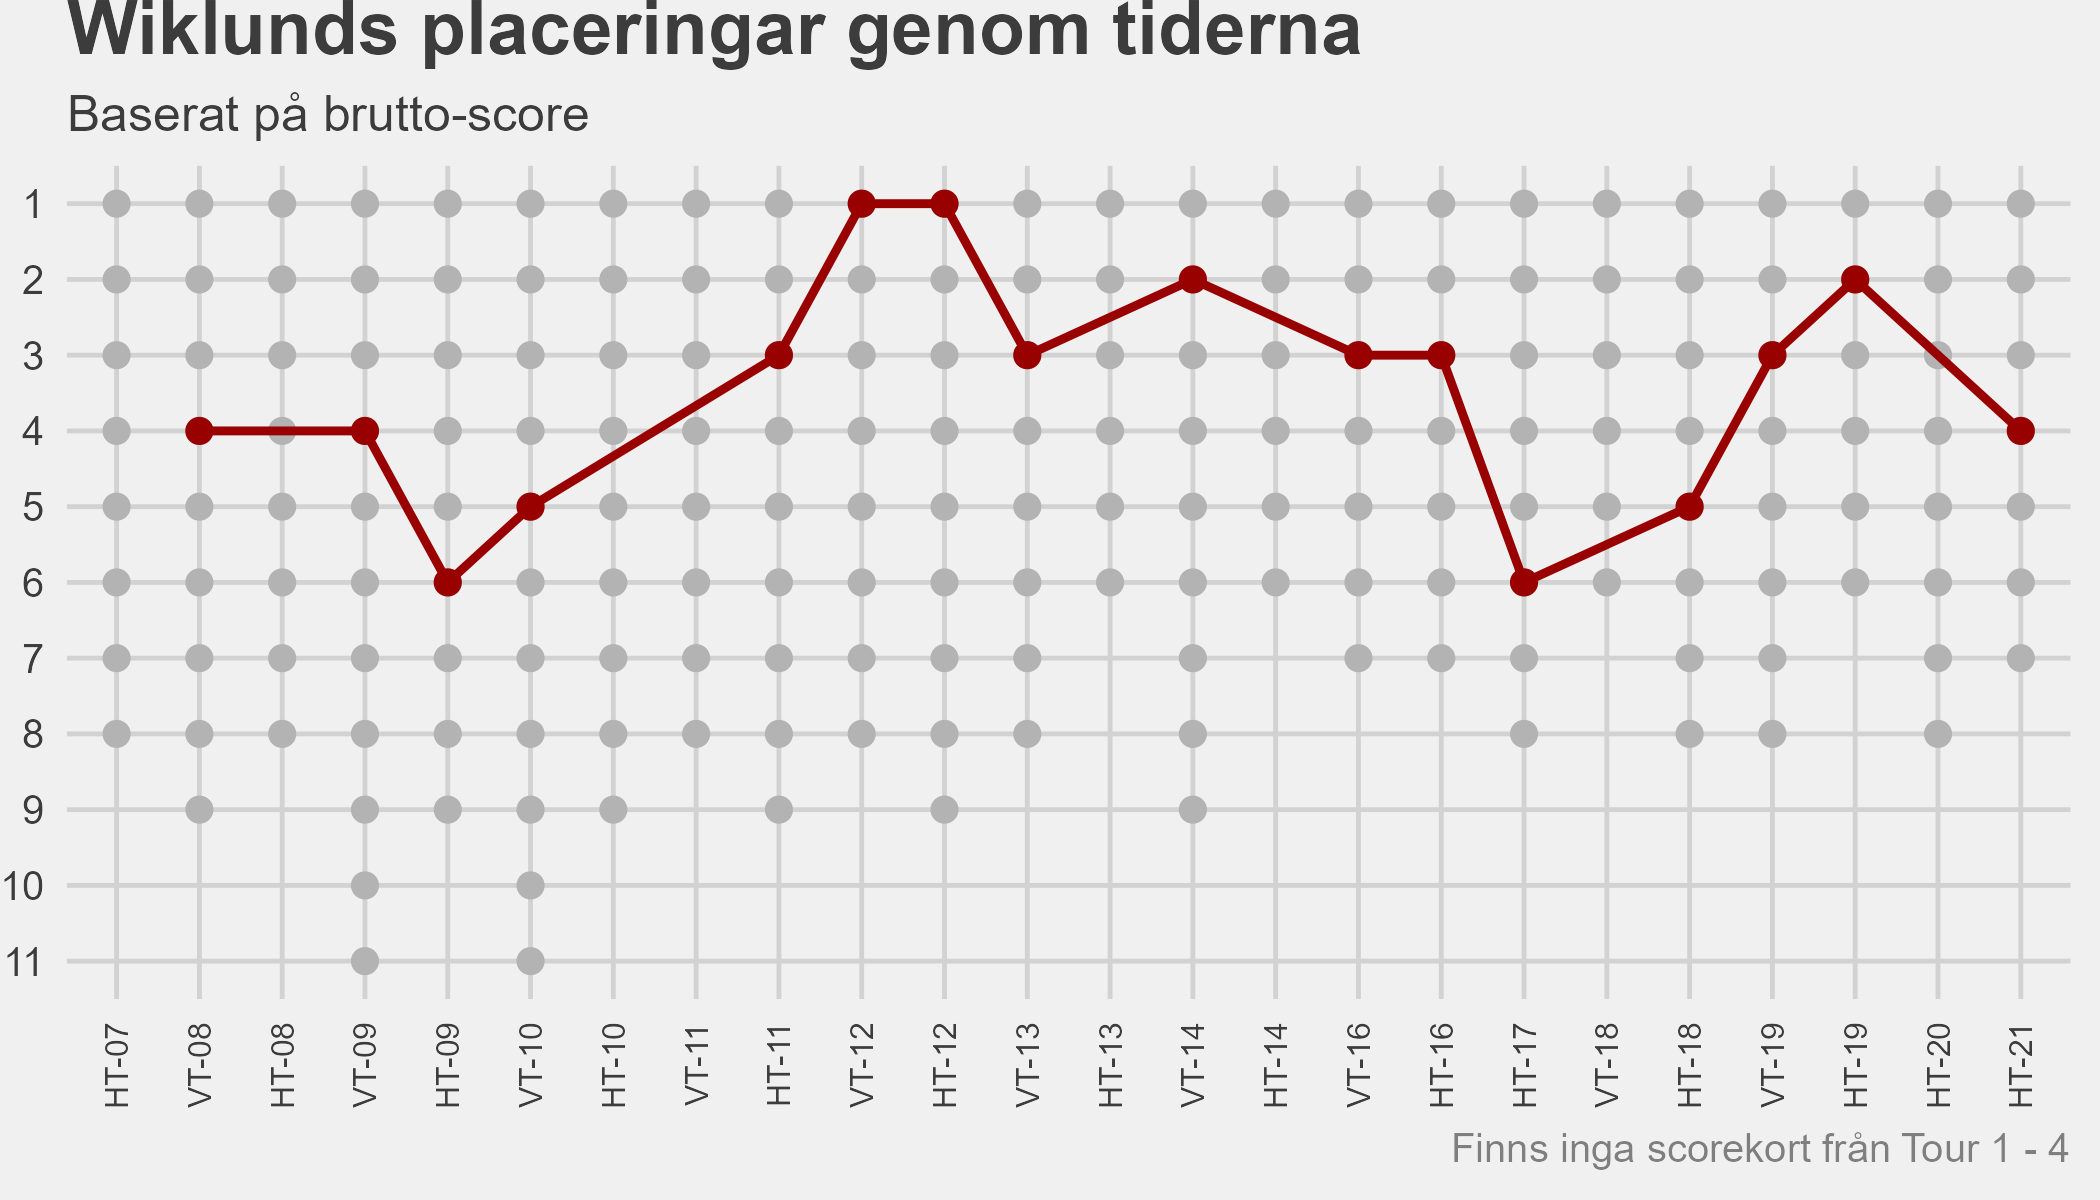 Wiklunds placeringar genom tiderna
Baserat på brutto-score
1
2
3
4
5
6
7
8
9
10
11
HT-07
VT-08
HT-08
VT-09
HT-09
VT-10
HT-10
VT-11
HT-11
VT-12
HT-12
VT-13
HT-13
VT-14
HT-14
VT-16
HT-16
HT-17
VT-18
HT-18
VT-19
HT-19
HT-20
HT-21
Finns inga scorekort från Tour 1 - 4